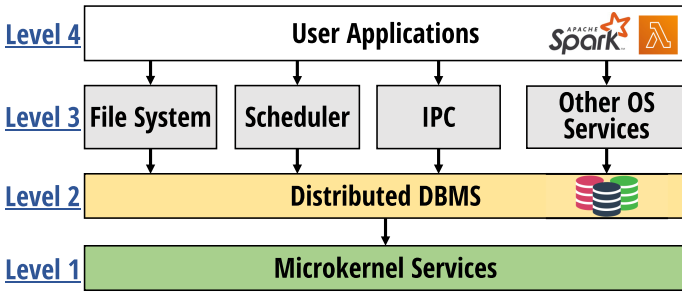 Level 4
User Applications
APACHE
Spark
Level 3
File System
Scheduler
IPC
Other OS
Services
Level 2
Distributed DBMS
Level 1
Microkernel Services